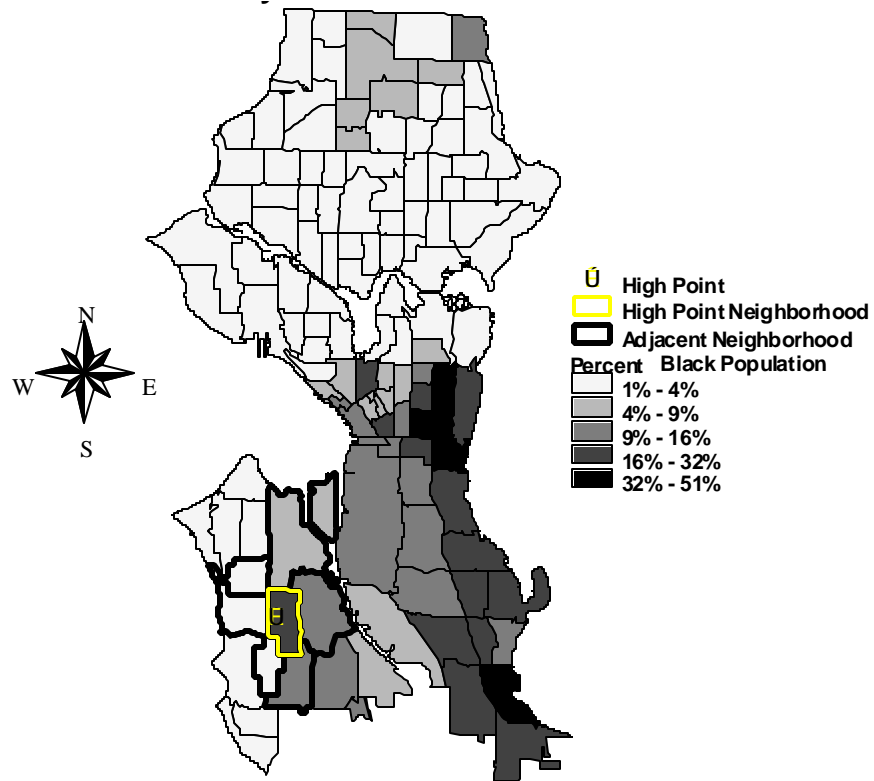 Ú High Point
High Point Neighborhood
Adjacent Neighborhood
Percent Black Population
1% - 4%
4% - 9%
9% - 16%
16% - 32%
32% - 51%
N
W E
S
Ú